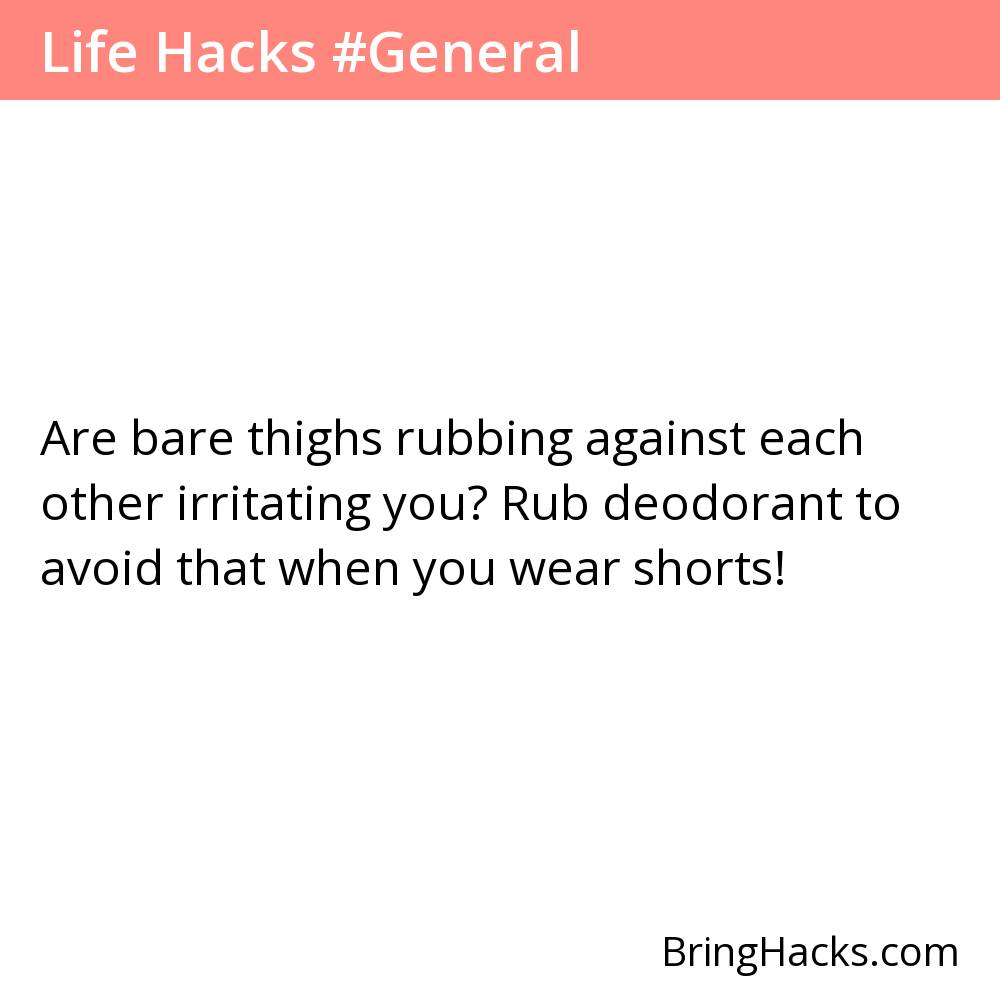 Life Hacks #General
Are bare thighs rubbing against each
other irritating you? Rub deodorant to
avoid that when you wear shorts!
BringHacks.com